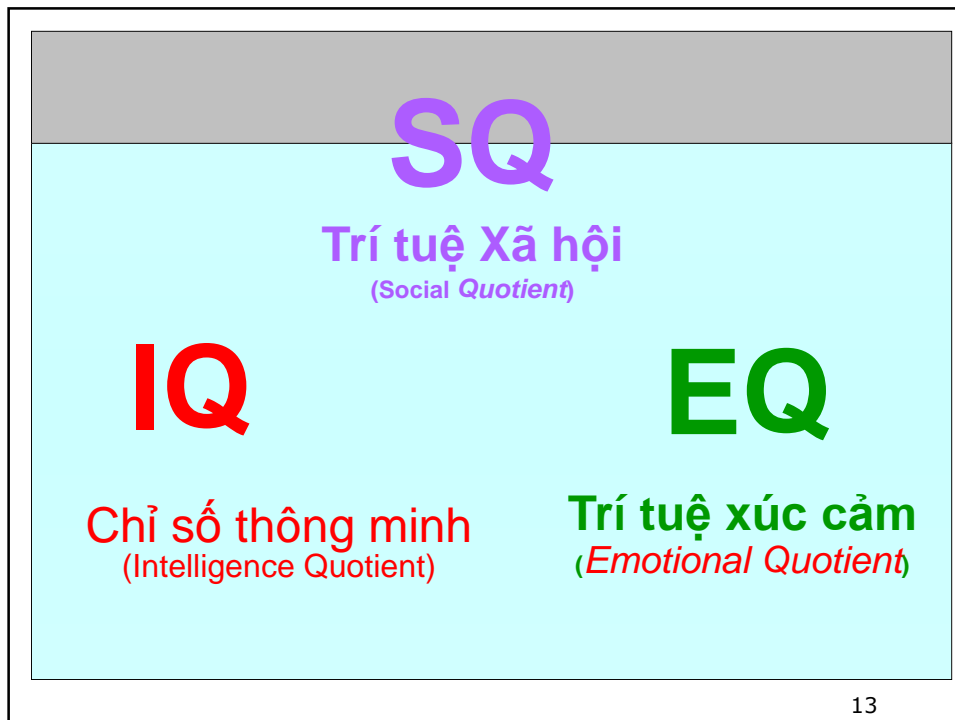 SQ
Trí tuệ Xã hội
(Social Quotient)
IQ
Chỉ số thông minh
(Intelligence Quotient)
EQ
Trí tuệ xúc cảm
(Emotional Quotient)
13